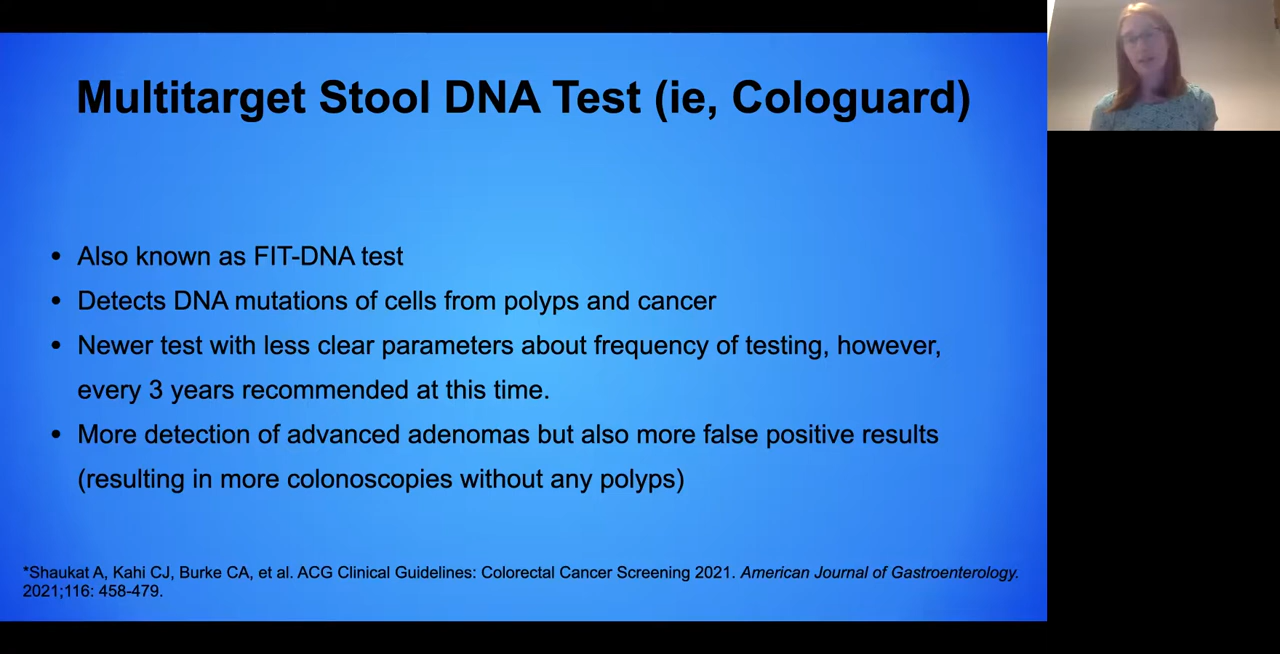 Multitarget Stool DNA Test (ie, Cologuard)
• Also known as FIT-DNA test
• Detects DNA mutations of cells from polyps and cancer
• Newer test with less clear parameters about frequency of testing, however,
every 3 years recommended at this time.
• More detection of advanced adenomas but also more false positive results
(resulting in more colonoscopies without any polyps)
*Shaukat A, Kahi CJ, Burke CA, et al. ACG Clinical Guidelines: Colorectal Cancer Screening 2021. American Journal of Gastroenterology.
2021;116: 458-479.